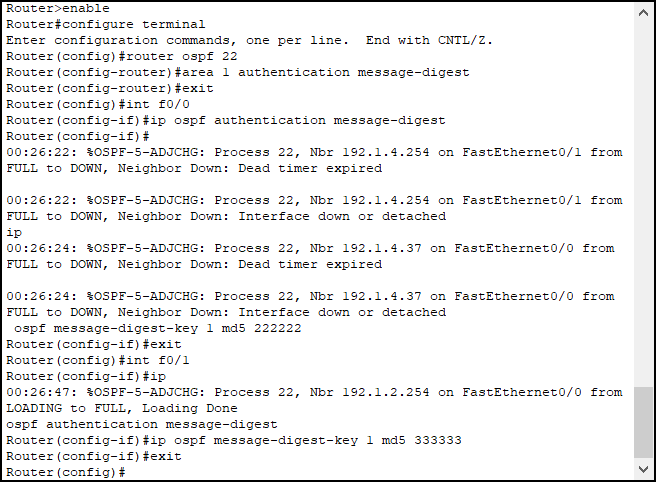 Router>enable
Router#configure terminal
Enter configuration commands, one per line.  End with CNTL/Z.
Router(config)#router ospf 22
Router(config-router)#area 1 authentication message-digest
Router(config-router)#exit
Router(config)#int f0/0
Router(config-if)#ip ospf authentication message-digest
Router(config-if)#
00:26:22: %OSPF-5-ADJCHG: Process 22, Nbr 192.1.4.254 on FastEthernet0/1 from
FULL to DOWN, Neighbor Down: Dead timer expired

00:26:22: %OSPF-5-ADJCHG: Process 22, Nbr 192.1.4.254 on FastEthernet0/1 from
FULL to DOWN, Neighbor Down: Interface down or detached
ip
00:26:24: %OSPF-5-ADJCHG: Process 22, Nbr 192.1.4.37 on FastEthernet0/0 from
FULL to DOWN, Neighbor Down: Dead timer expired

00:26:24: %OSPF-5-ADJCHG: Process 22, Nbr 192.1.4.37 on FastEthernet0/0 from
FULL to DOWN, Neighbor Down: Interface down or detached
 ospf message-digest-key 1 md5 222222
Router(config-if)#exit
Router(config)#int f0/1
Router(config-if)#ip
00:26:47: %OSPF-5-ADJCHG: Process 22, Nbr 192.1.2.254 on FastEthernet0/0 from
LOADING to FULL, Loading Done
ospf authentication message-digest
Router(config-if)#ip ospf message-digest-key 1 md5 333333
Router(config-if)#exit
Router(config)#